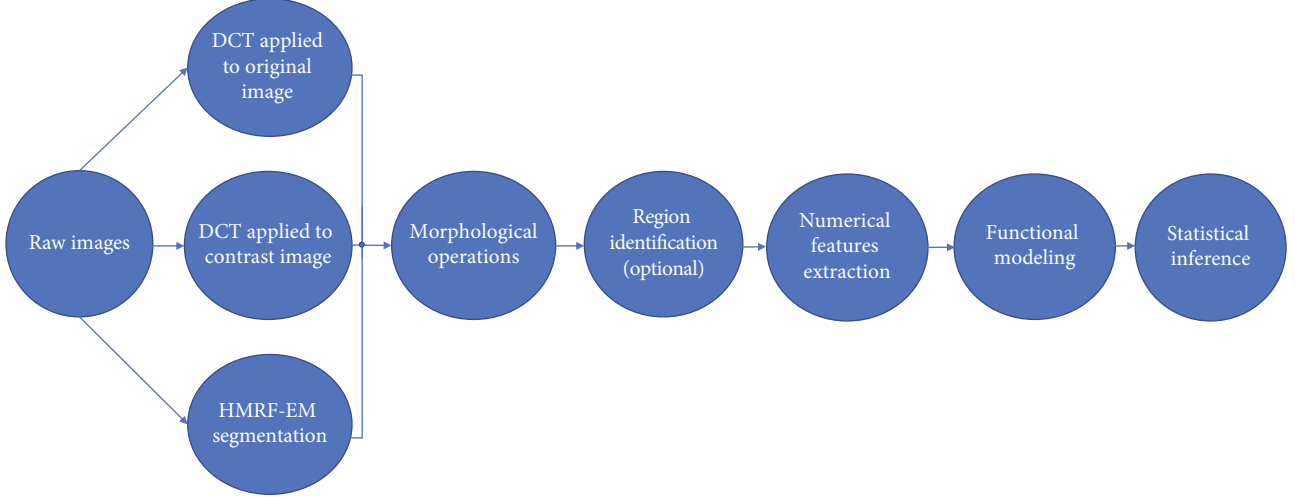 DCT applied
to original
image
Raw images
DCT applied to
contrast image
HMRF-EM
segmentation
Morphological
operations
Region
identification
(optional)
Numerical
features
extraction
Functional
modeling
Statistical
inference